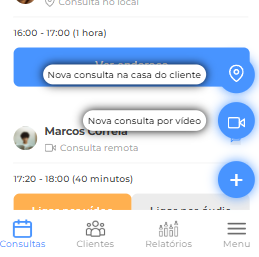 Consulta no local
16:00 - 17:00 (1 hora)
Ver endereço
Nova consulta na casa do cliente
Nova consulta por vídeo
Marcos Correia
Consulta remota
17:20 - 18:00 (40 minutos)
Ligar por vídeo
Ligar por áudio
Consultas
Clientes
Relatórios
Menu